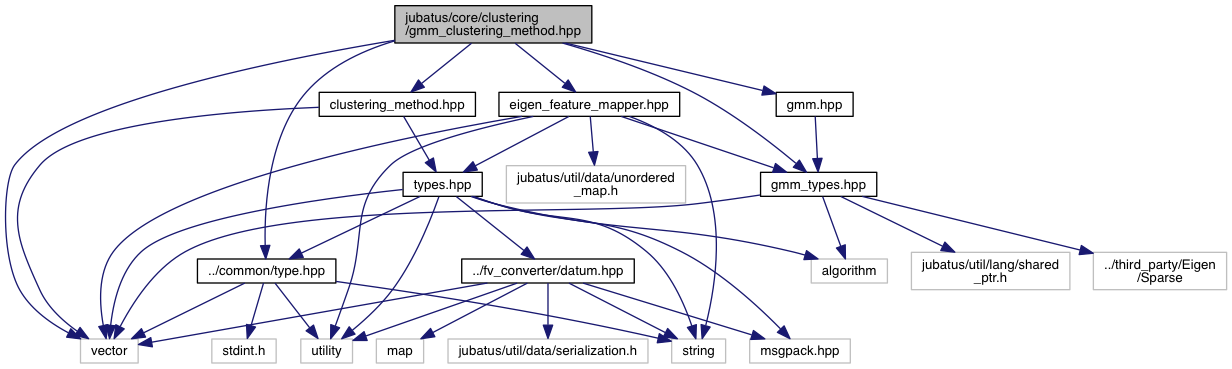 jubatus/core/clustering
/gmm_clustering_method.hpp
clustering_method.hpp
eigen_feature_mapper.hpp
gmm.hpp
types.hpp
jubatus/util/data/unordered
_map.h
gmm_types.hpp
../common/type.hpp
../fv_converter/datum.hpp
algorithm
jubatus/util/lang/shared
_ptr.h
../third_party/Eigen
/Sparse
vector
stdint.h
utility
map
jubatus/util/data/serialization.h
string
msgpack.hpp